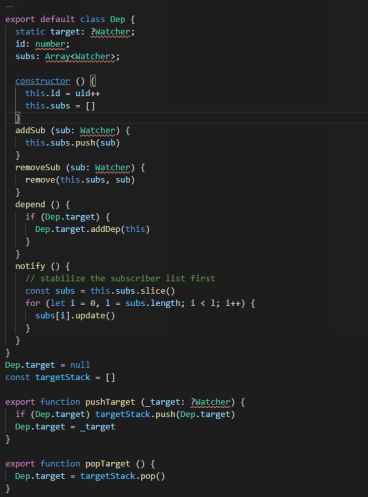 ...
export default class Dep {
  static target: ?Watcher;
  id: number;
  subs: Array<Watcher>;

  constructor () {
    this.id = uid++
    this.subs = []
  }
  addSub (sub: Watcher) {
    this.subs.push(sub)
  }
  removeSub (sub: Watcher) {
    remove(this.subs, sub)
  }
  depend () {
    if (Dep.target) {
      Dep.target.addDep(this)
    }
  }
  notify () {
    // stabilize the subscriber list first
    const subs = this.subs.slice()
    for (let i = 0, l = subs.length; i < l; i++) {
      subs[i].update()
    }
  }
}
Dep.target = null
const targetStack = []

export function pushTarget (_target: ?Watcher) {
  if (Dep.target) targetStack.push(Dep.target)
  Dep.target = _target
}

export function popTarget () {
  Dep.target = targetStack.pop()
}